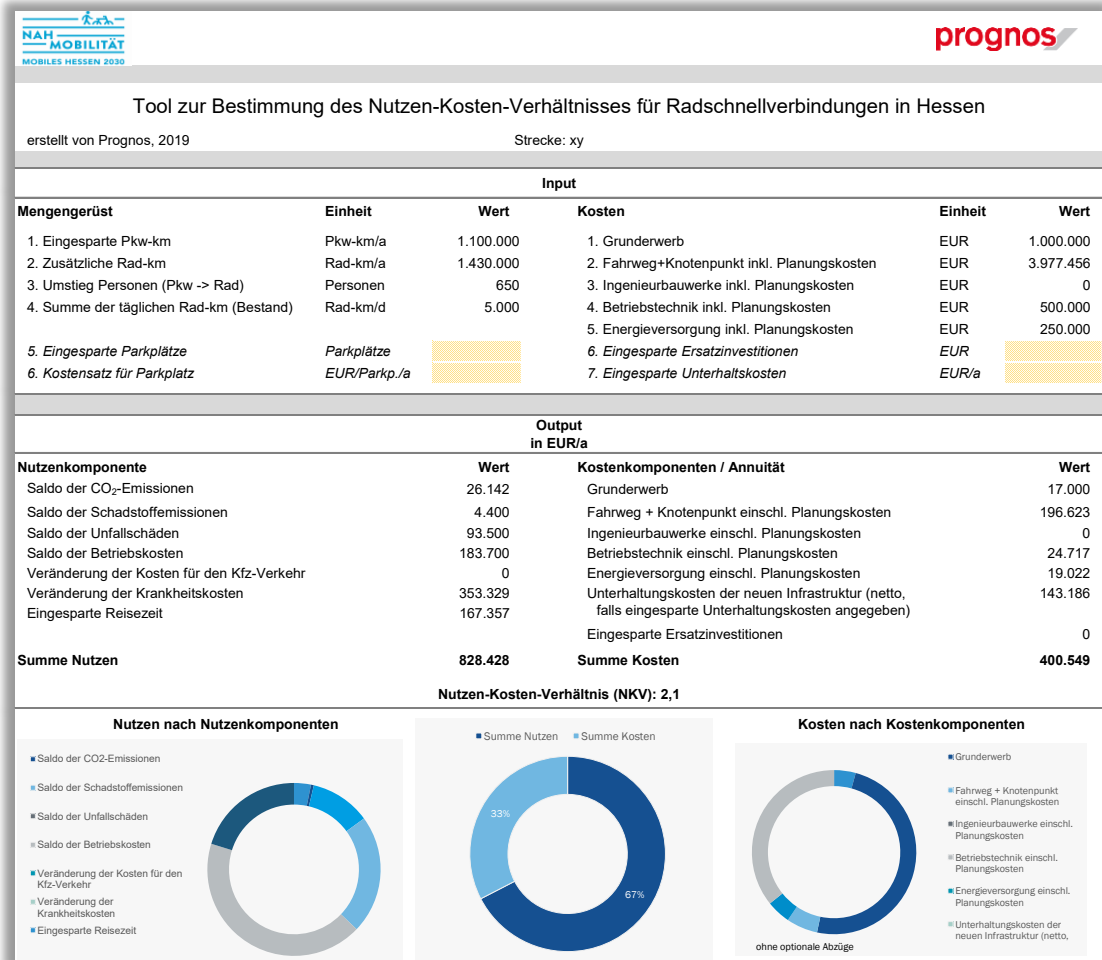 NAH
MOBILITÄT
MOBILES HESSEN 2030
prognos
Tool zur Bestimmung des Nutzen-Kosten-Verhältnisses für Radschnellverbindungen in Hessen
erstellt von Prognos, 2019 Strecke: xy
Input
Mengengerüst Einheit Wert Kosten Einheit Wert
1. Eingesparte Pkw-km Pkw-km/a 1.100.000 1. Grunderwerb EUR 1.000.000
2. Zusätzliche Rad-km Rad-km/a 1.430.000 2. Fahrweg+Knotenpunkt inkl. Planungskosten EUR 3.977.456
3. Umstieg Personen (Pkw -> Rad) Personen 650 3. Ingenieurbauwerke inkl. Planungskosten EUR 0
4. Summe der täglichen Rad-km (Bestand) Rad-km/d 5.000 4. Betriebstechnik inkl. Planungskosten EUR 500.000
5. Energieversorgung inkl. Planungskosten EUR 250.000
5. Eingesparte Parkplätze Parkplätze 6. Eingesparte Ersatzinvestitionen EUR
6. Kostensatz für Parkplatz EUR/Parkp./a 7. Eingesparte Unterhaltskosten EUR/a
Output
in EUR/a
Nutzenkomponente Wert Kostenkomponenten / Annuität Wert
Saldo der CO₂-Emissionen 26.142 Grunderwerb 17.000
Saldo der Schadstoffemissionen 4.400 Fahrweg + Knotenpunkt einschl. Planungskosten 196.623
Saldo der Unfallschäden 93.500 Ingenieurbauwerke einschl. Planungskosten 0
Saldo der Betriebskosten 183.700 Betriebstechnik einschl. Planungskosten 24.717
Veränderung der Kosten für den Kfz-Verkehr 0 Energieversorgung einschl. Planungskosten 19.022
Veränderung der Krankheitskosten 353.329 Unterhaltungskosten der neuen Infrastruktur (netto, 143.186
Eingesparte Reisezeit 167.357 falls eingesparte Unterhaltungskosten angegeben)
Eingesparte Ersatzinvestitionen 0
Summe Nutzen 828.428 Summe Kosten 400.549
Nutzen-Kosten-Verhältnis (NKV): 2,1
Nutzen nach Nutzenkomponenten
Saldo der CO2-Emissionen
Saldo der Schadstoffemissionen
Saldo der Unfallschäden
Saldo der Betriebskosten
Veränderung der Kosten für den
Kfz-Verkehr
Veränderung der
Krankheitskosten
Eingesparte Reisezeit
Summe Nutzen Summe Kosten
33%
67%
Kosten nach Kostenkomponenten
Grunderwerb
Fahrweg + Knotenpunkt
einschl. Planungskosten
Ingenieurbauwerke einschl.
Planungskosten
Betriebstechnik einschl.
Planungskosten
Energieversorgung einschl.
Planungskosten
Unterhaltungskosten der
neuen Infrastruktur (netto,
ohne optionale Abzüge